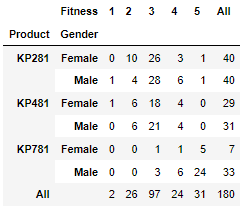 Fitness 1 2 3 4 5 All
Product Gender
KP281 Female 0 10 26 3 1 40
Male 1 4 28 6 1 40
KP481 Female 1 6 18 4 0 29
Male 0 6 21 4 0 31
KP781 Female 0 0 1 1 5 7
Male 0 0 3 6 24 33
All 2 26 97 24 31 180